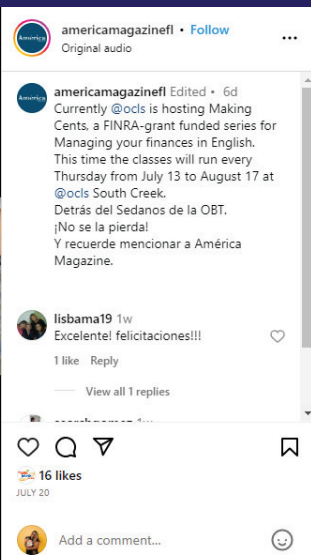 americamagazinefl • Follow
Original audio
América
americamagazinefl Edited • 6d
Currently @ocls is hosting Making
Cents, a FINRA-grant funded series for
Managing your finances in English.
This time the classes will run every
Thursday from July 13 to August 17 at
@ocls South Creek.
Detrás del Sedanos de la OBT.
¡No se la pierda!
Y recuerde mencionar a América
Magazine.
lisbama19 1w
Excelente! felicitaciones!!!
1 like Reply
View all 1 replies
16 likes
JULY 20
Add a comment...